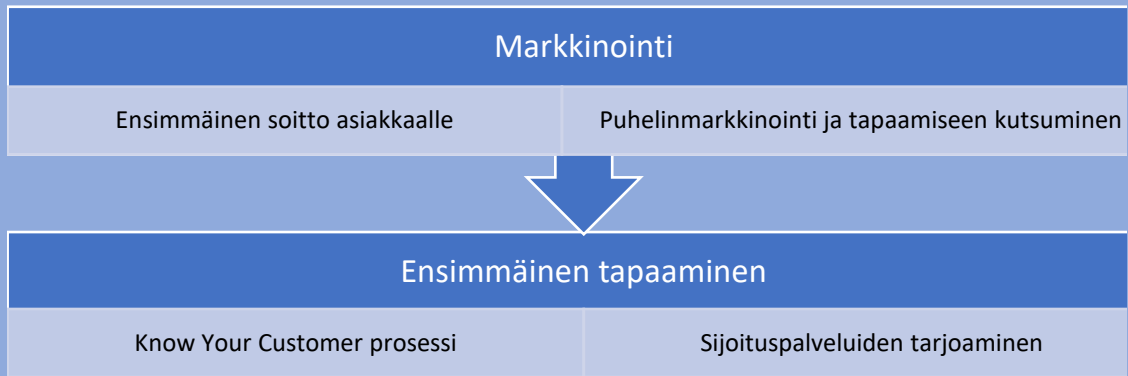 Markkinointi
Ensimmäinen soitto asiakkaalle
Puhelinmarkkinointi ja tapaamiseen kutsuminen
Ensimmäinen tapaaminen
Know Your Customer prosessi
Sijoituspalveluiden tarjoaminen